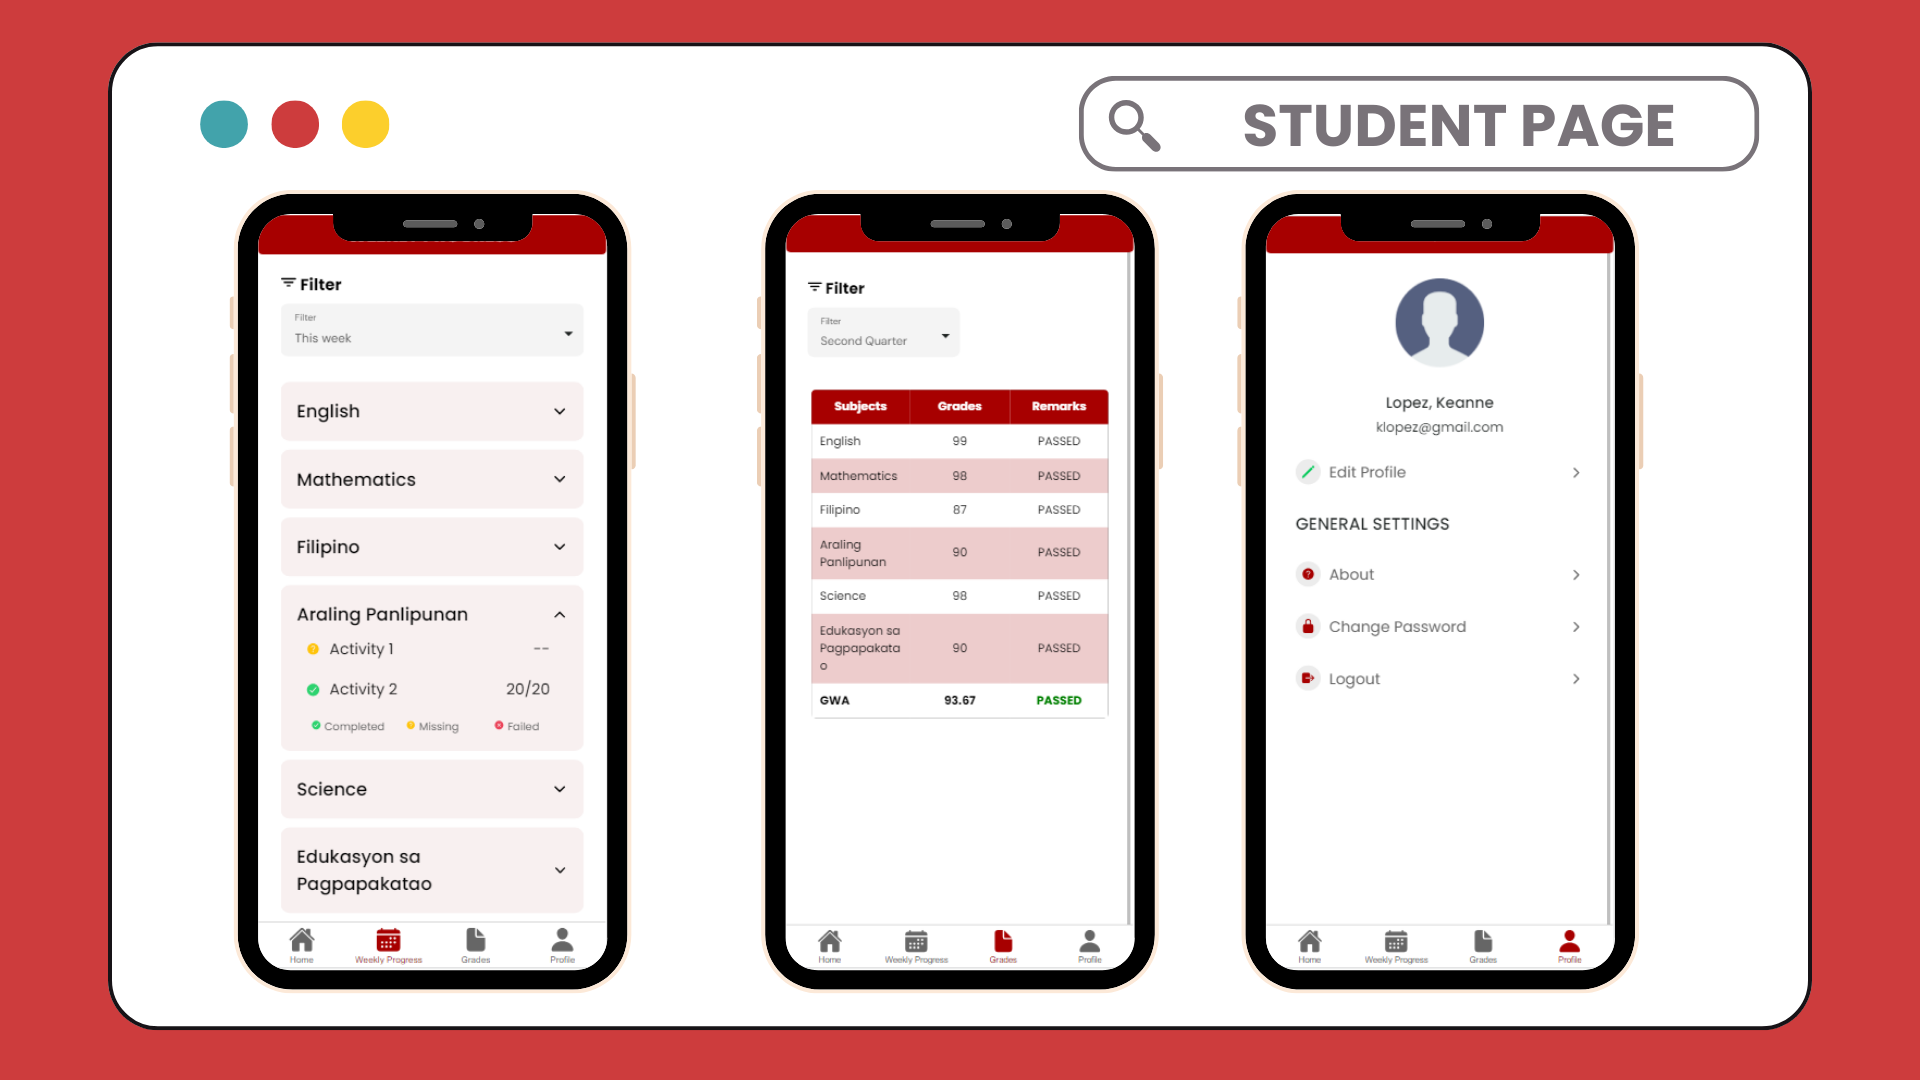 STUDENT PAGE
Filter
Filter
This week
English
Mathematics
Filipino
Araling Panlipunan
Activity 1 --
Activity 2 20/20
Completed Missing Failed
Science
Edukasyon sa
Pagpapakatao
Home Weekly Progress Grades Profile
Filter
Filter
Second Quarter
Subjects Grades Remarks
English 99 PASSED
Mathematics 98 PASSED
Filipino 87 PASSED
Araling
Panlipunan 90 PASSED
Science 98 PASSED
Edukasyon sa
Pagpapakata 90 PASSED
o
GWA 93.67 PASSED
Home Weekly Progress Grades Profile
Lopez, Keanne
klopez@gmail.com
Edit Profile
GENERAL SETTINGS
About
Change Password
Logout
Home Weekly Progress Grades Profile